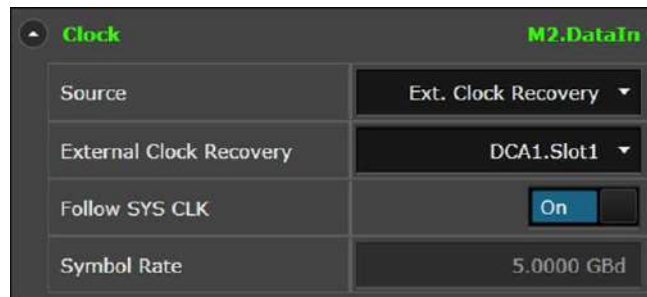 Clock M2.DataIn
Source Ext. Clock Recovery
External Clock Recovery DCA1.Slot1
Follow SYS CLK On
Symbol Rate 5.0000 GBd